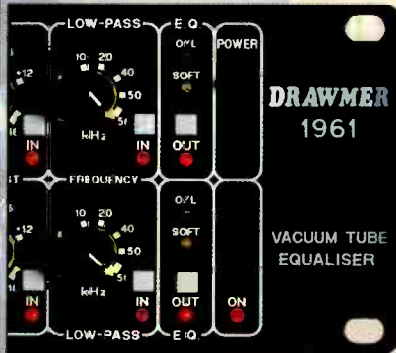 LOW-PASS E.Q.
O/L POWER
10 20
12 40 SOFT
50
kHz
IN IN OUT
DRAWMER
1961
FREQUENCY
O/L
10 20
12 40 SOFT
50
kHz
IN IN OUT ON
LOW-PASS E.Q.
VACUUM TUBE
EQUALISER